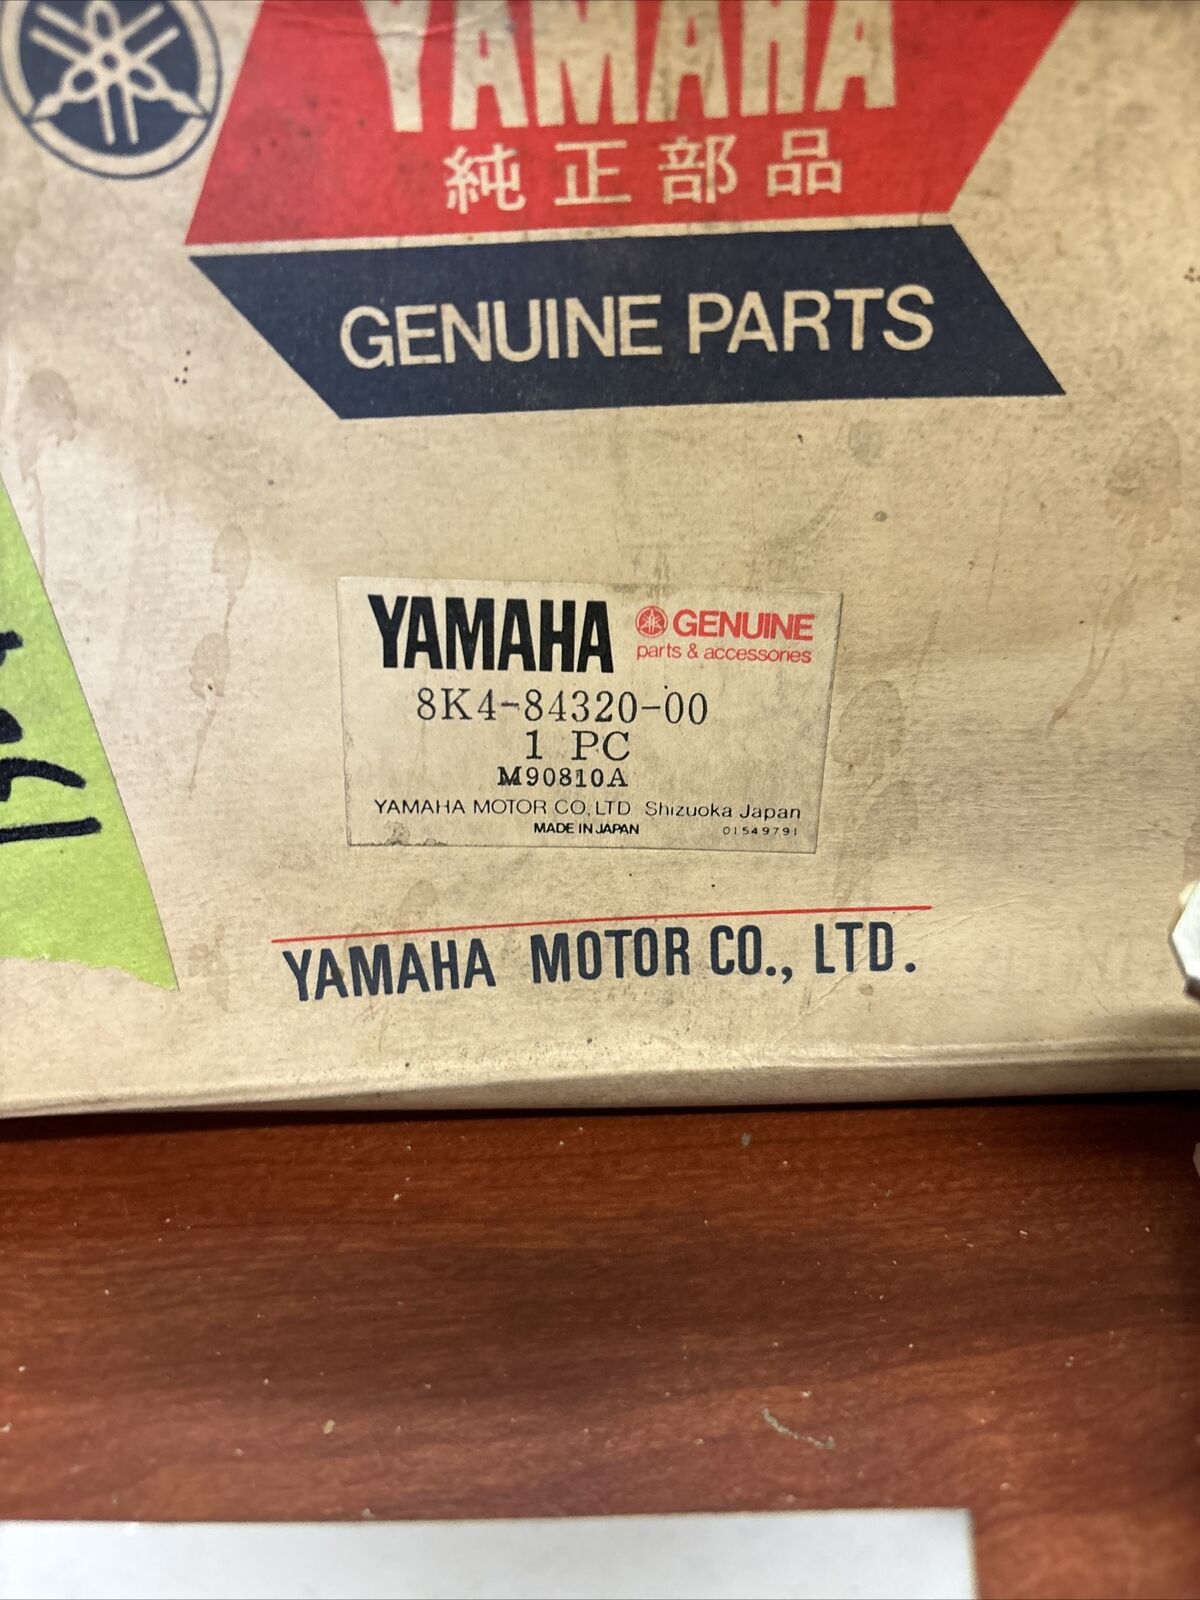 YAMAHA
純正部品
GENUINE PARTS
YAMAHA GENUINE
parts & accessories
8K4-84320-00
1 PC
M90810A
YAMAHA MOTOR CO.,LTD Shizuoka Japan
MADE IN JAPAN 01549791
YAMAHA MOTOR CO., LTD.